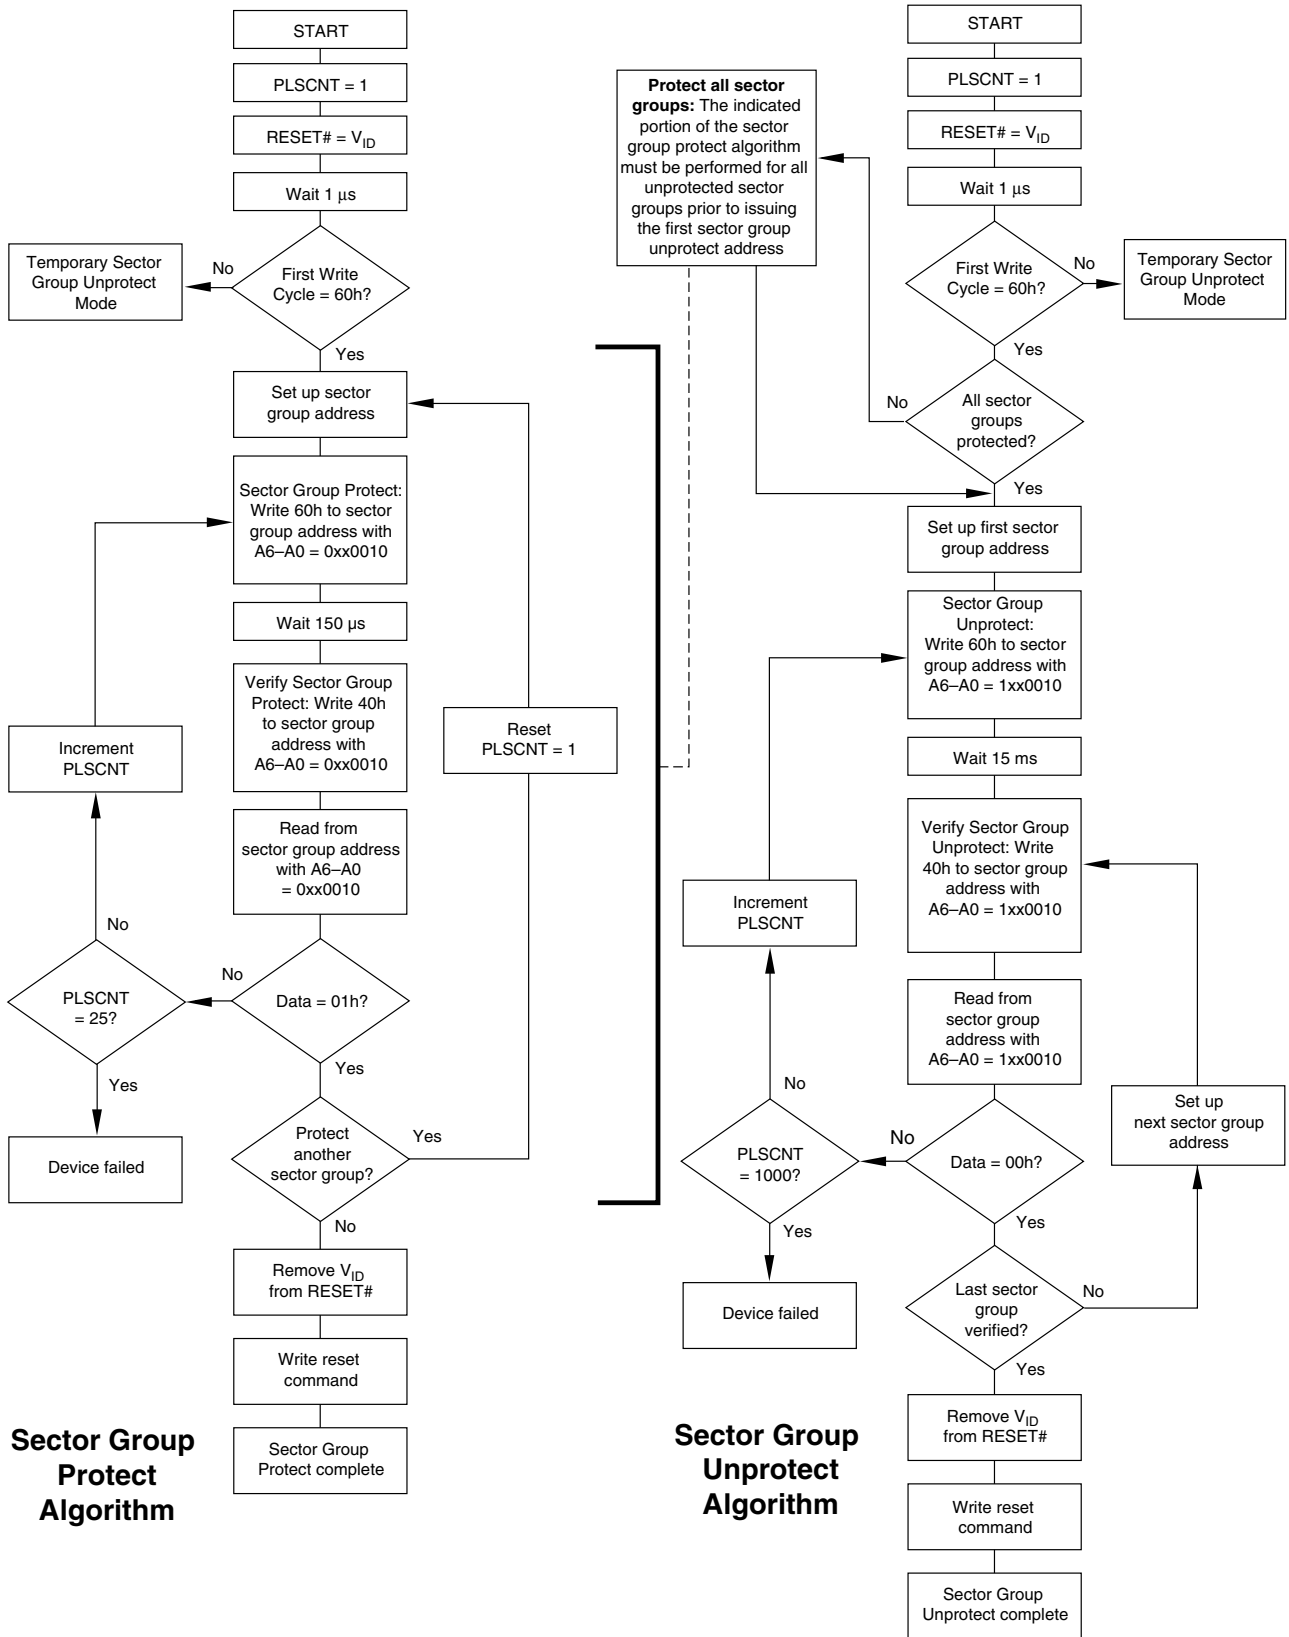 START
PLSCNT = 1
RESET# = VID
Wait 1 μs
First Write
Cycle = 60h?
No
Temporary Sector
Group Unprotect
Mode
Yes
Set up sector
group address
Sector Group Protect:
Write 60h to sector
group address with
A6–A0 = 0xx0010
Wait 150 µs
Verify Sector Group
Protect: Write 40h
to sector group
address with
A6–A0 = 0xx0010
Read from
sector group address
with A6–A0
= 0xx0010
Data = 01h?
No
PLSCNT
= 25?
No
Increment
PLSCNT
Yes
Device failed
Yes
Protect
another
sector group?
Yes
Reset
PLSCNT = 1
No
Remove VID
from RESET#
Write reset
command
Sector Group
Protect complete
Sector Group
Protect
Algorithm
Protect all sector
groups: The indicated
portion of the sector
group protect algorithm
must be performed for all
unprotected sector
groups prior to issuing
the first sector group
unprotect address
START
PLSCNT = 1
RESET# = VID
Wait 1 μs
First Write
Cycle = 60h?
No
Temporary Sector
Group Unprotect
Mode
Yes
All sector
groups
protected?
No
Yes
Set up first sector
group address
Sector Group
Unprotect:
Write 60h to sector
group address with
A6–A0 = 1xx0010
Wait 15 ms
Verify Sector Group
Unprotect: Write
40h to sector group
address with
A6–A0 = 1xx0010
Read from
sector group
address with
A6–A0 = 1xx0010
Data = 00h?
No
PLSCNT
= 1000?
No
Increment
PLSCNT
Yes
Device failed
Yes
Last sector
group
verified?
No
Set up
next sector group
address
Yes
Remove VID
from RESET#
Write reset
command
Sector Group
Unprotect complete
Sector Group
Unprotect
Algorithm